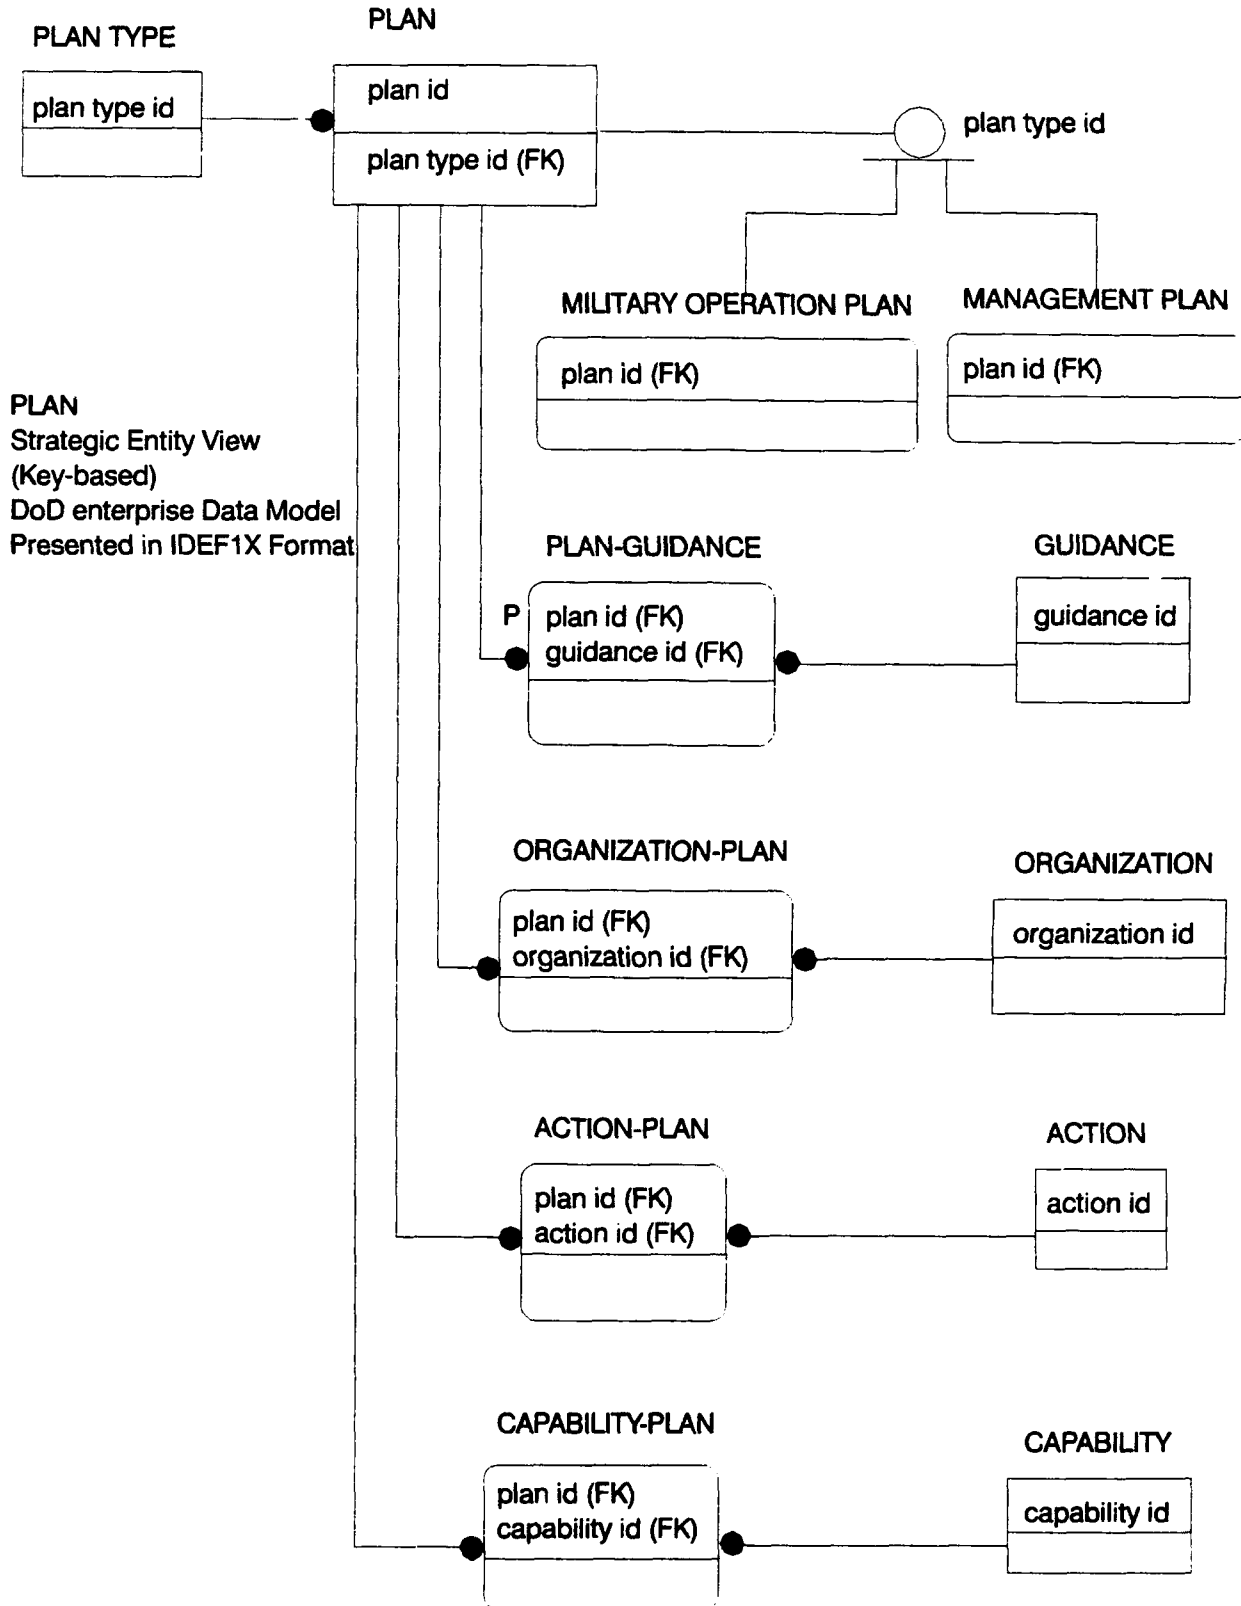 PLAN TYPE
plan type id
PLAN
plan id
plan type id (FK)
plan type id
MILITARY OPERATION PLAN
plan id (FK)
MANAGEMENT PLAN
plan id (FK)
PLAN
Strategic Entity View
(Key-based)
DoD enterprise Data Model
Presented in IDEF1X Format
PLAN-GUIDANCE
P
plan id (FK)
guidance id (FK)
GUIDANCE
guidance id
ORGANIZATION-PLAN
plan id (FK)
organization id (FK)
ORGANIZATION
organization id
ACTION-PLAN
plan id (FK)
action id (FK)
ACTION
action id
CAPABILITY-PLAN
plan id (FK)
capability id (FK)
CAPABILITY
capability id